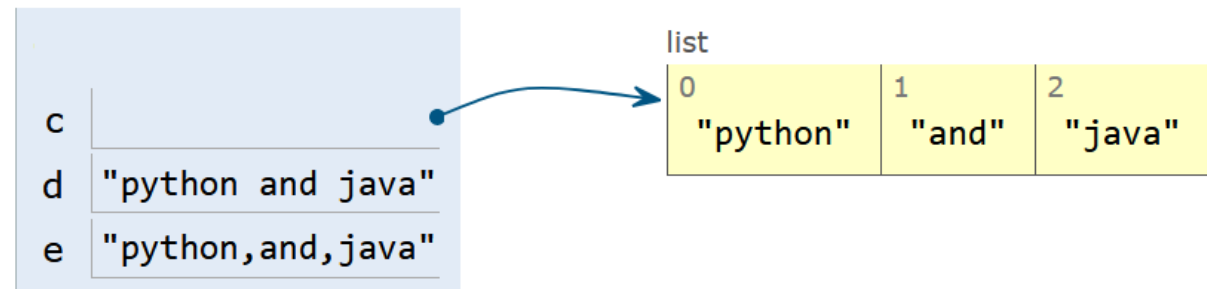 list
0 1 2
"python" "and" "java"
c
d "python and java"
e "python,and,java"